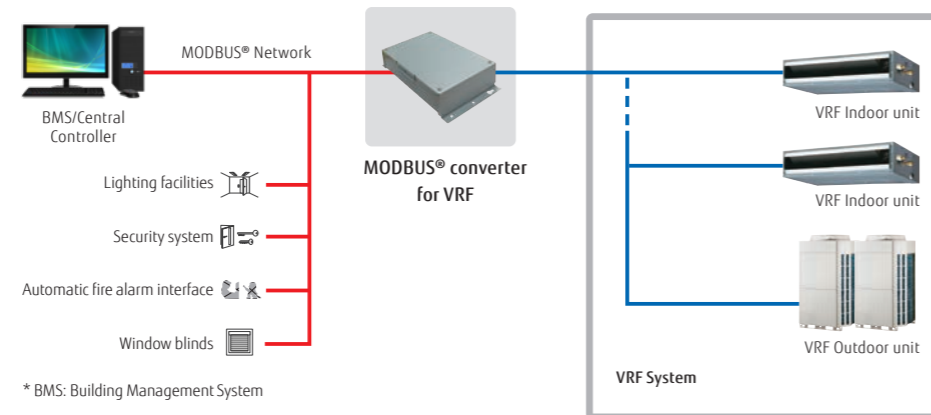 MODBUS® Network
BMS/Central
Controller
MODBUS® converter
for VRF
Lighting facilities
Security system
Automatic fire alarm interface
Window blinds
* BMS: Building Management System
VRF Indoor unit
VRF Indoor unit
VRF Outdoor unit
VRF System